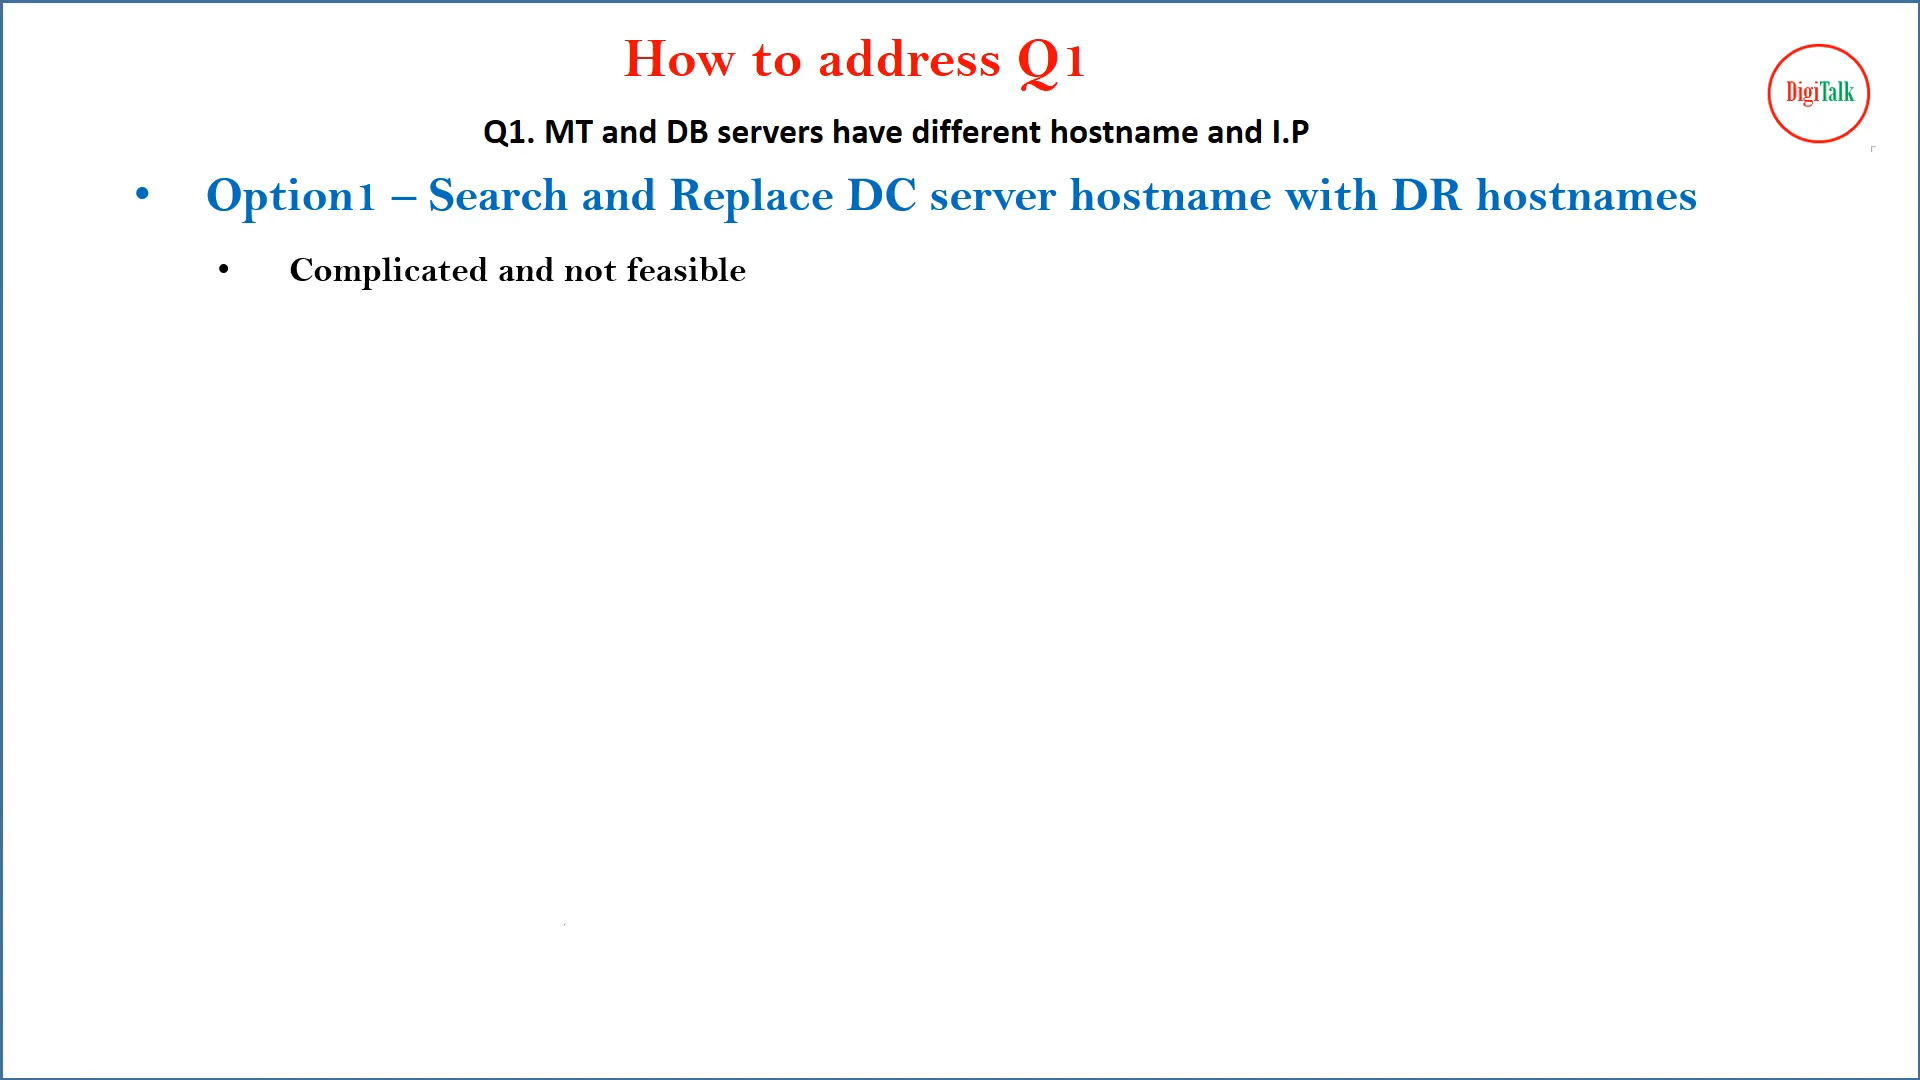 How to address Q1
DigiTalk
Q1. MT and DB servers have different hostname and I.P
• Option1 – Search and Replace DC server hostname with DR hostnames
• Complicated and not feasible